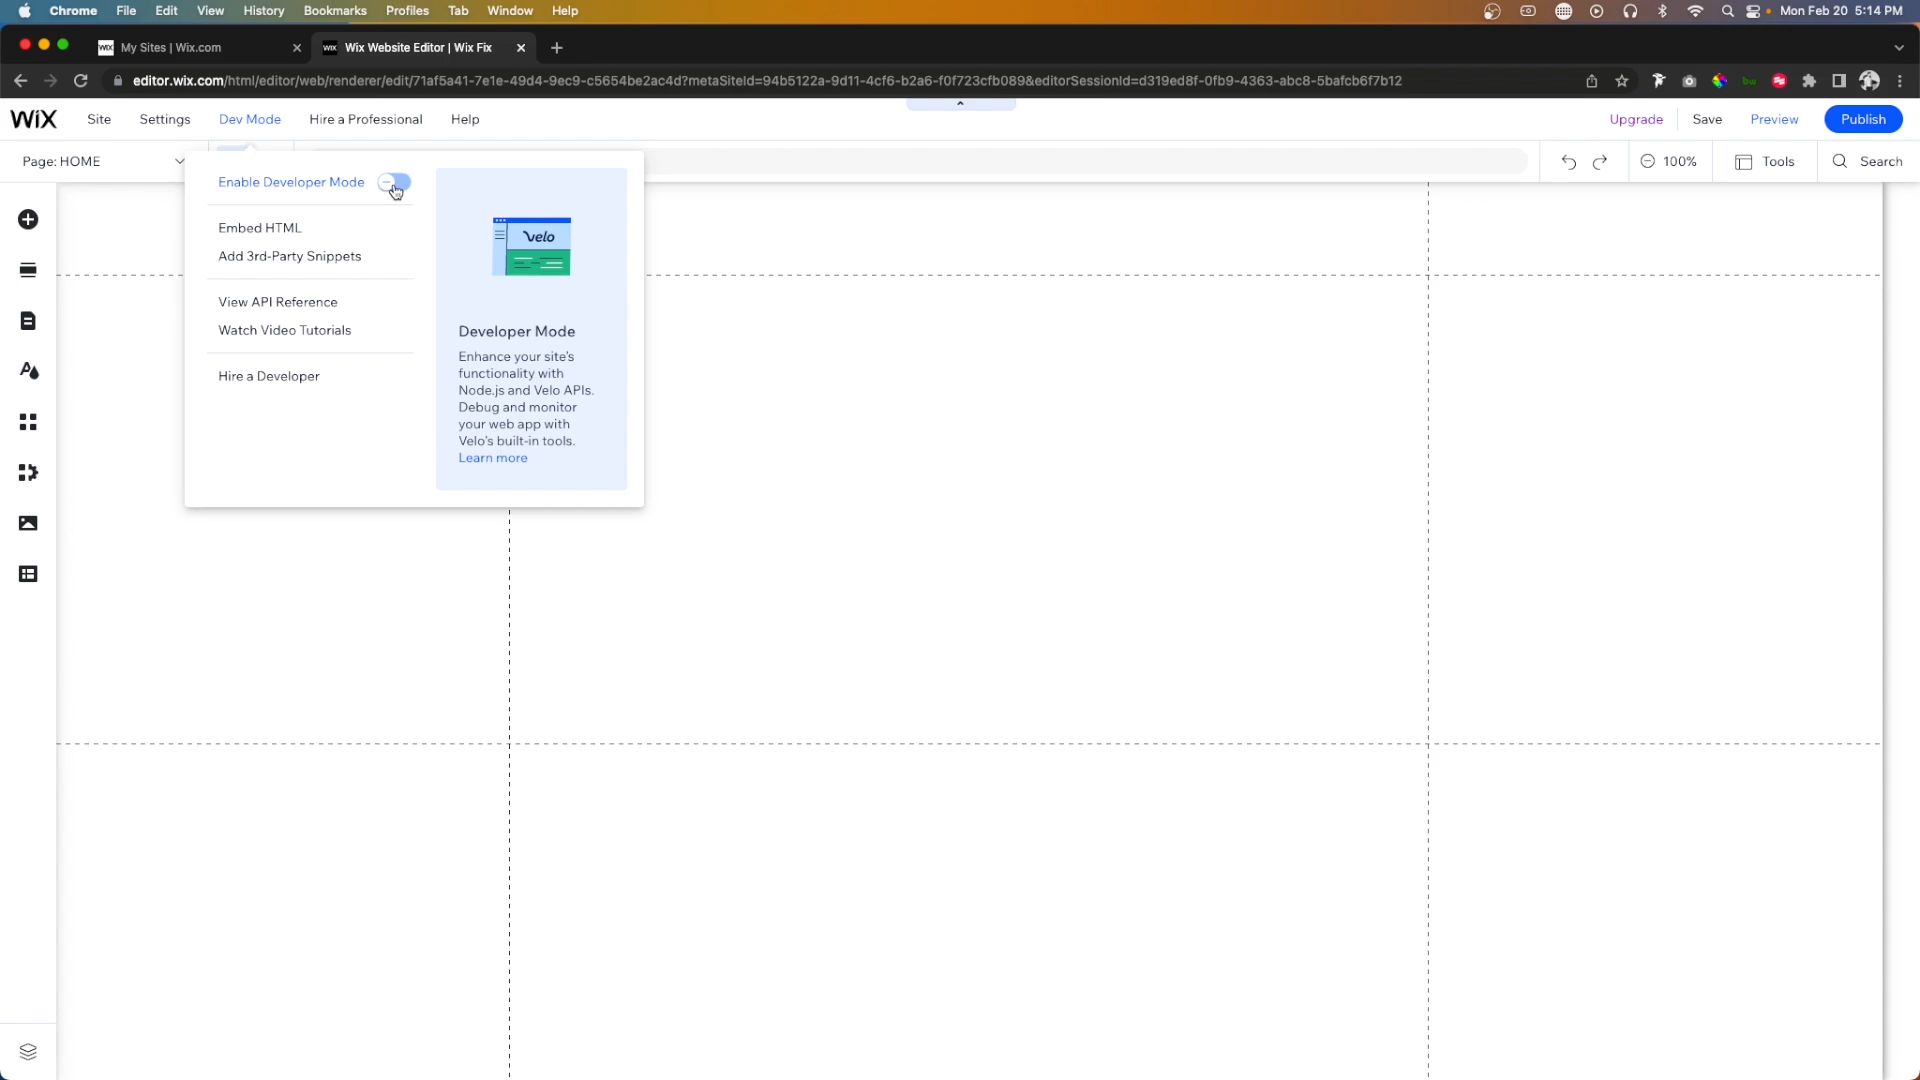 Chrome File Edit View History Bookmarks Profiles Tab Window Help Mon Feb 20 5:14 PM
WiX My Sites | Wix.com WiX Wix Website Editor | Wix Fix
editor.wix.com/html/editor/web/renderer/edit/71af5a41-7e1e-49d4-9ec9-c5654be2ac4d?metaSiteId=94b5122a-9d11-4cf6-b2a6-f0f723cfb089&editorSessionId=d319ed8f-0fb9-4363-abc8-5bafcb6f7b12
WiX Site Settings Dev Mode Hire a Professional Help Upgrade Save Preview Publish
Page: HOME 100% Tools Search
Enable Developer Mode
Embed HTML
Add 3rd-Party Snippets
View API Reference
Watch Video Tutorials
Hire a Developer
velo
Developer Mode
Enhance your site's
functionality with
Node.js and Velo APIs.
Debug and monitor
your web app with
Velo's built-in tools.
Learn more